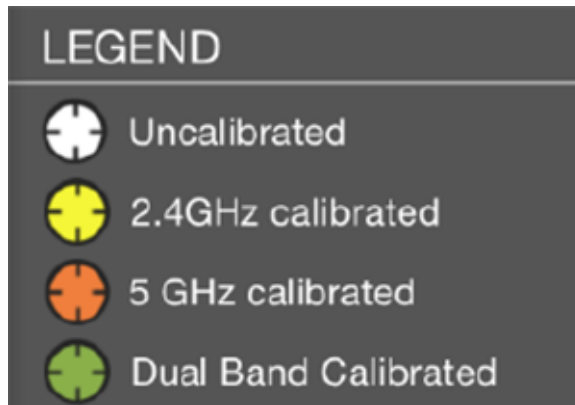 LEGEND
Uncalibrated
2.4GHz calibrated
5 GHz calibrated
Dual Band Calibrated